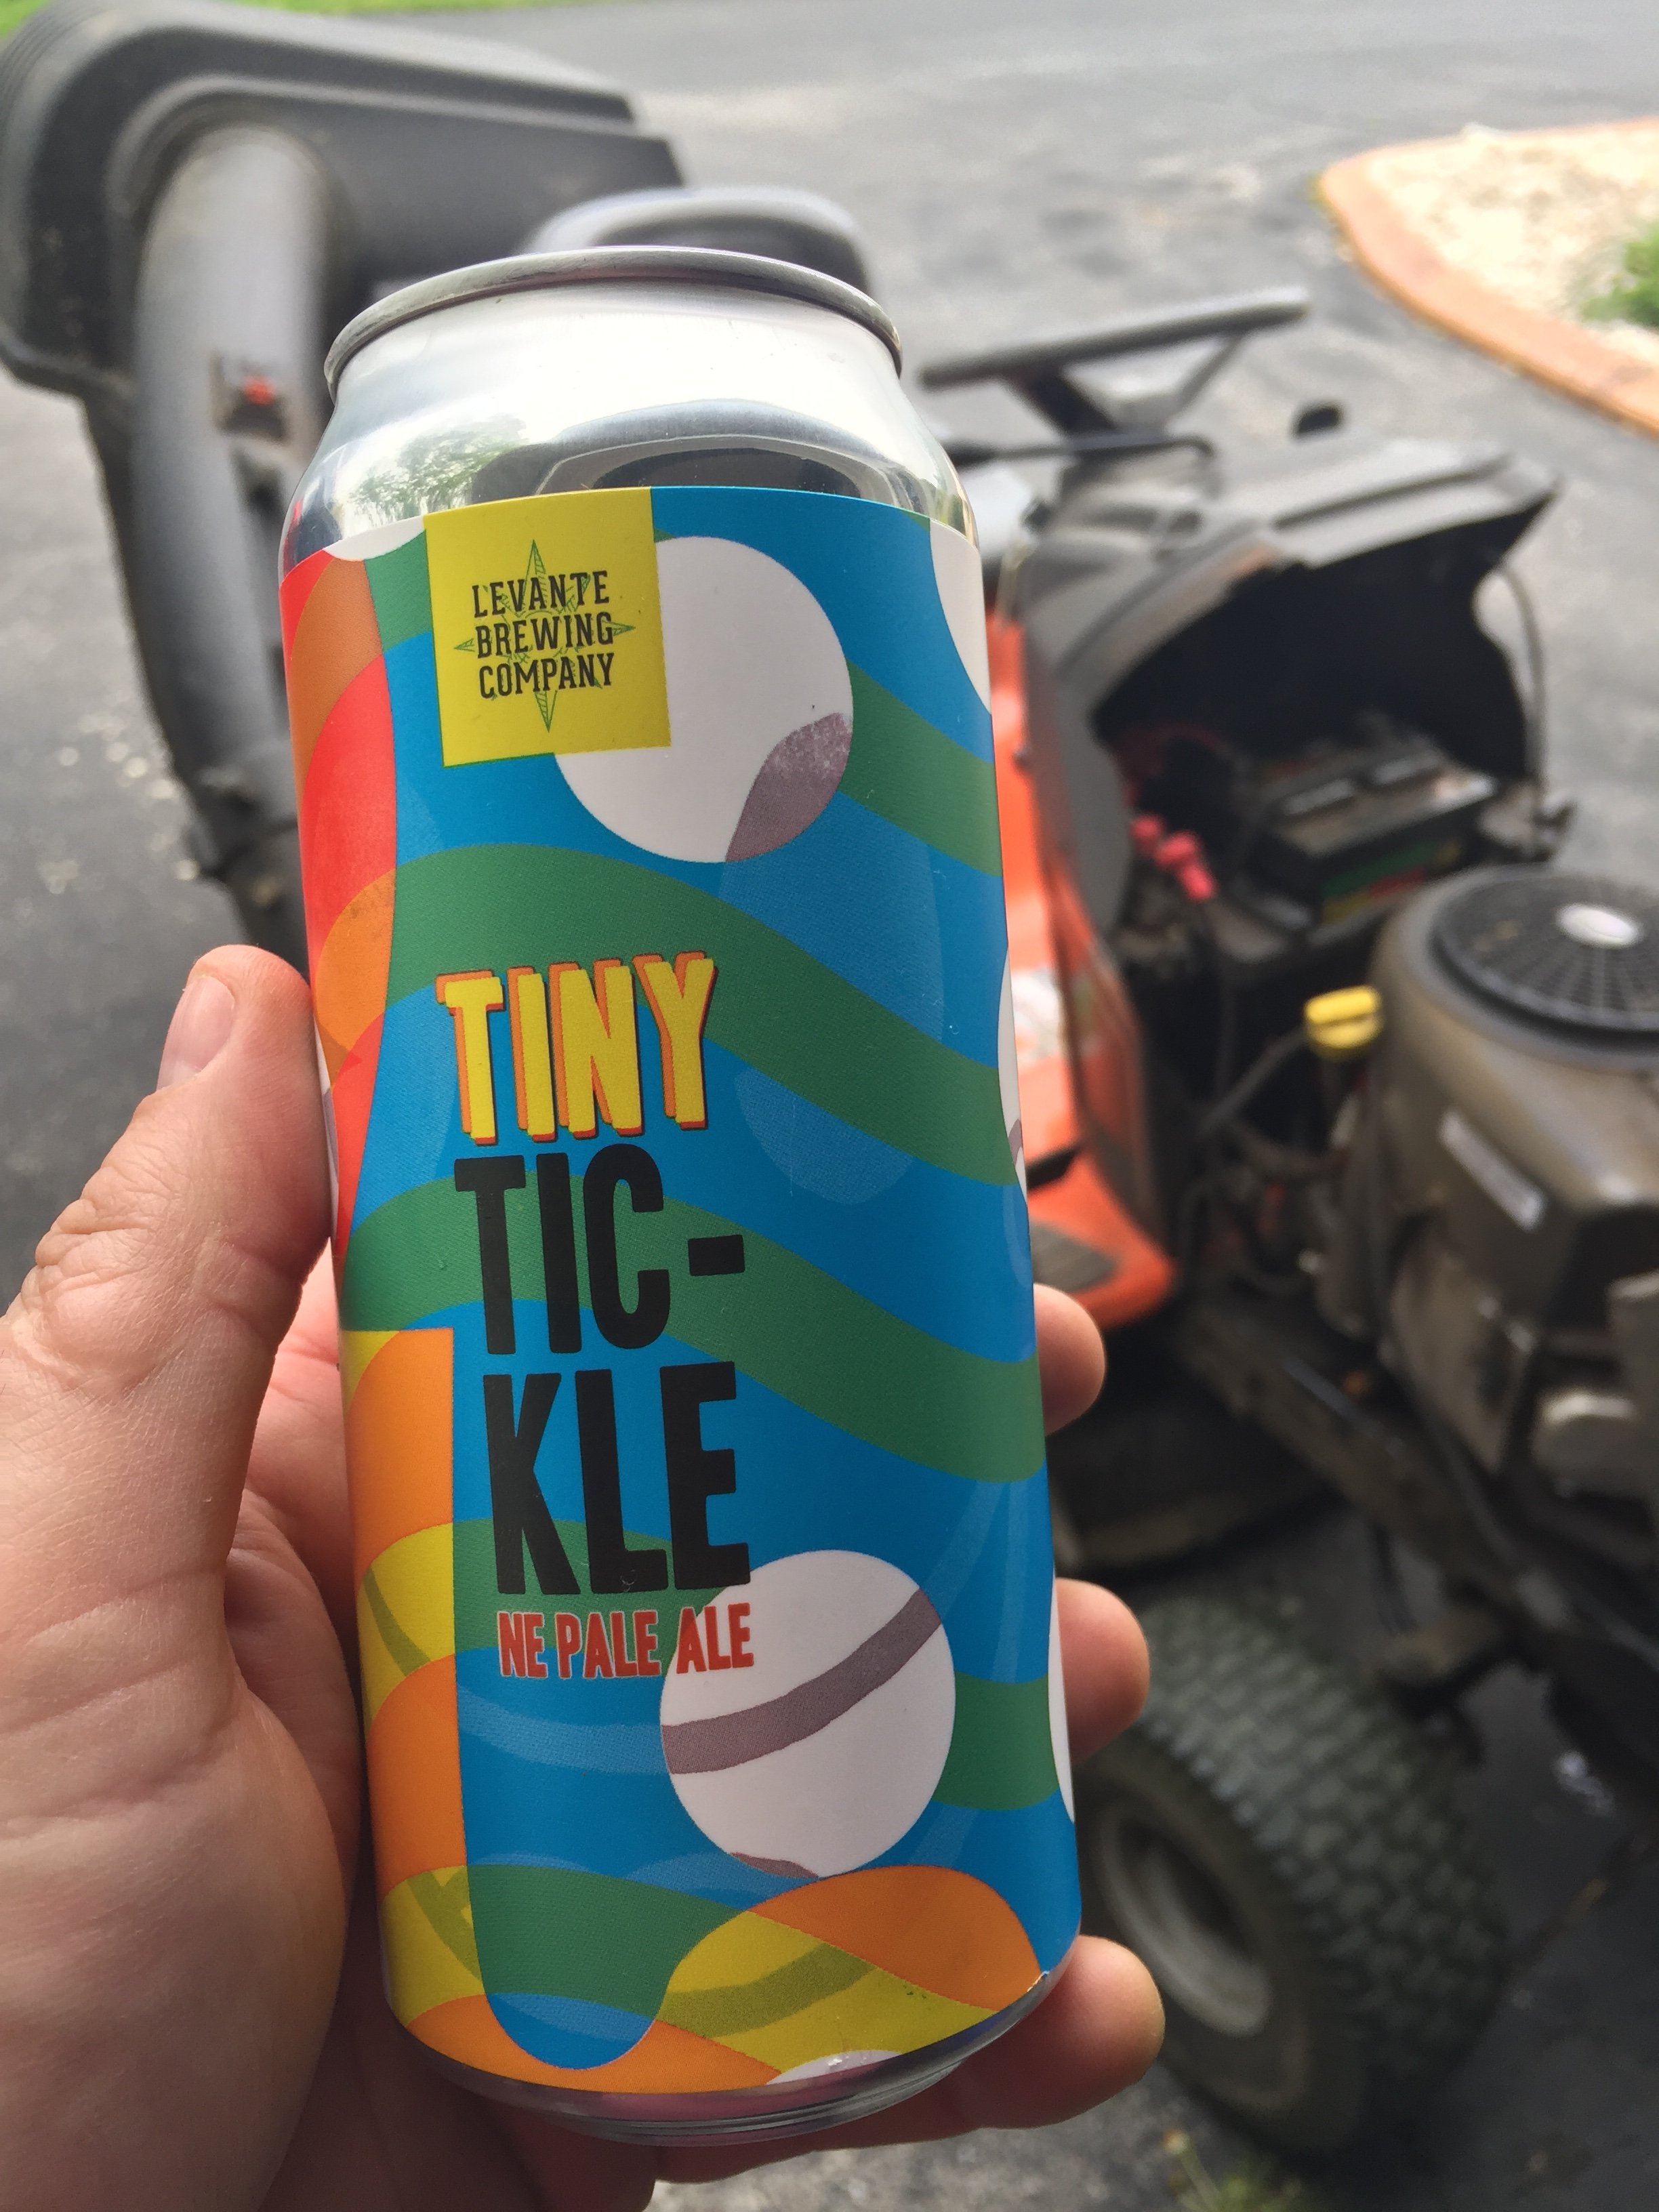 LEVANTE
BREWING
COMPANY
TINY
TIC-
KLE
NE PALE ALE